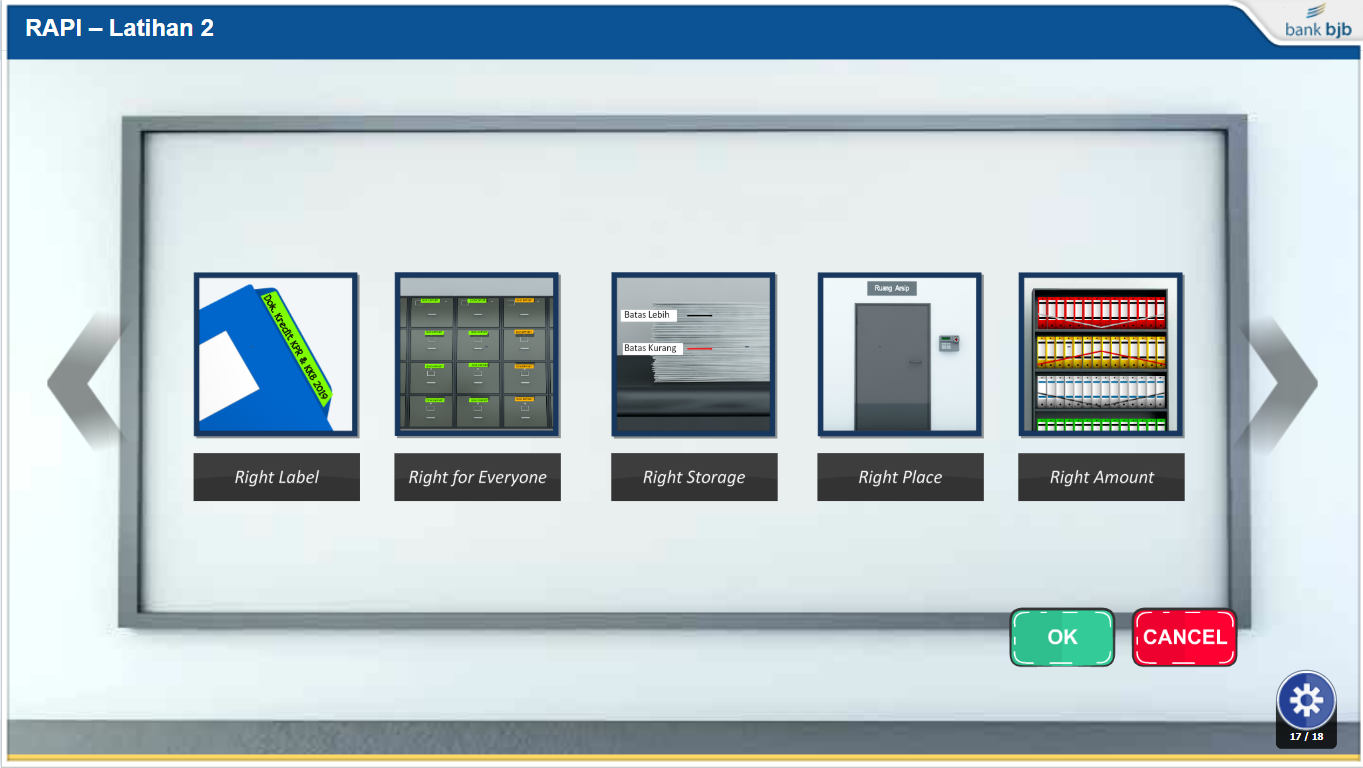 RAPI – Latihan 2
bank bjb
Dok. Kredit KPR & KKB 2019
Batas Lebih
Batas Kurang
Ruang Arsip
Right Label
Right for Everyone
Right Storage
Right Place
Right Amount
OK
CANCEL
17 / 18